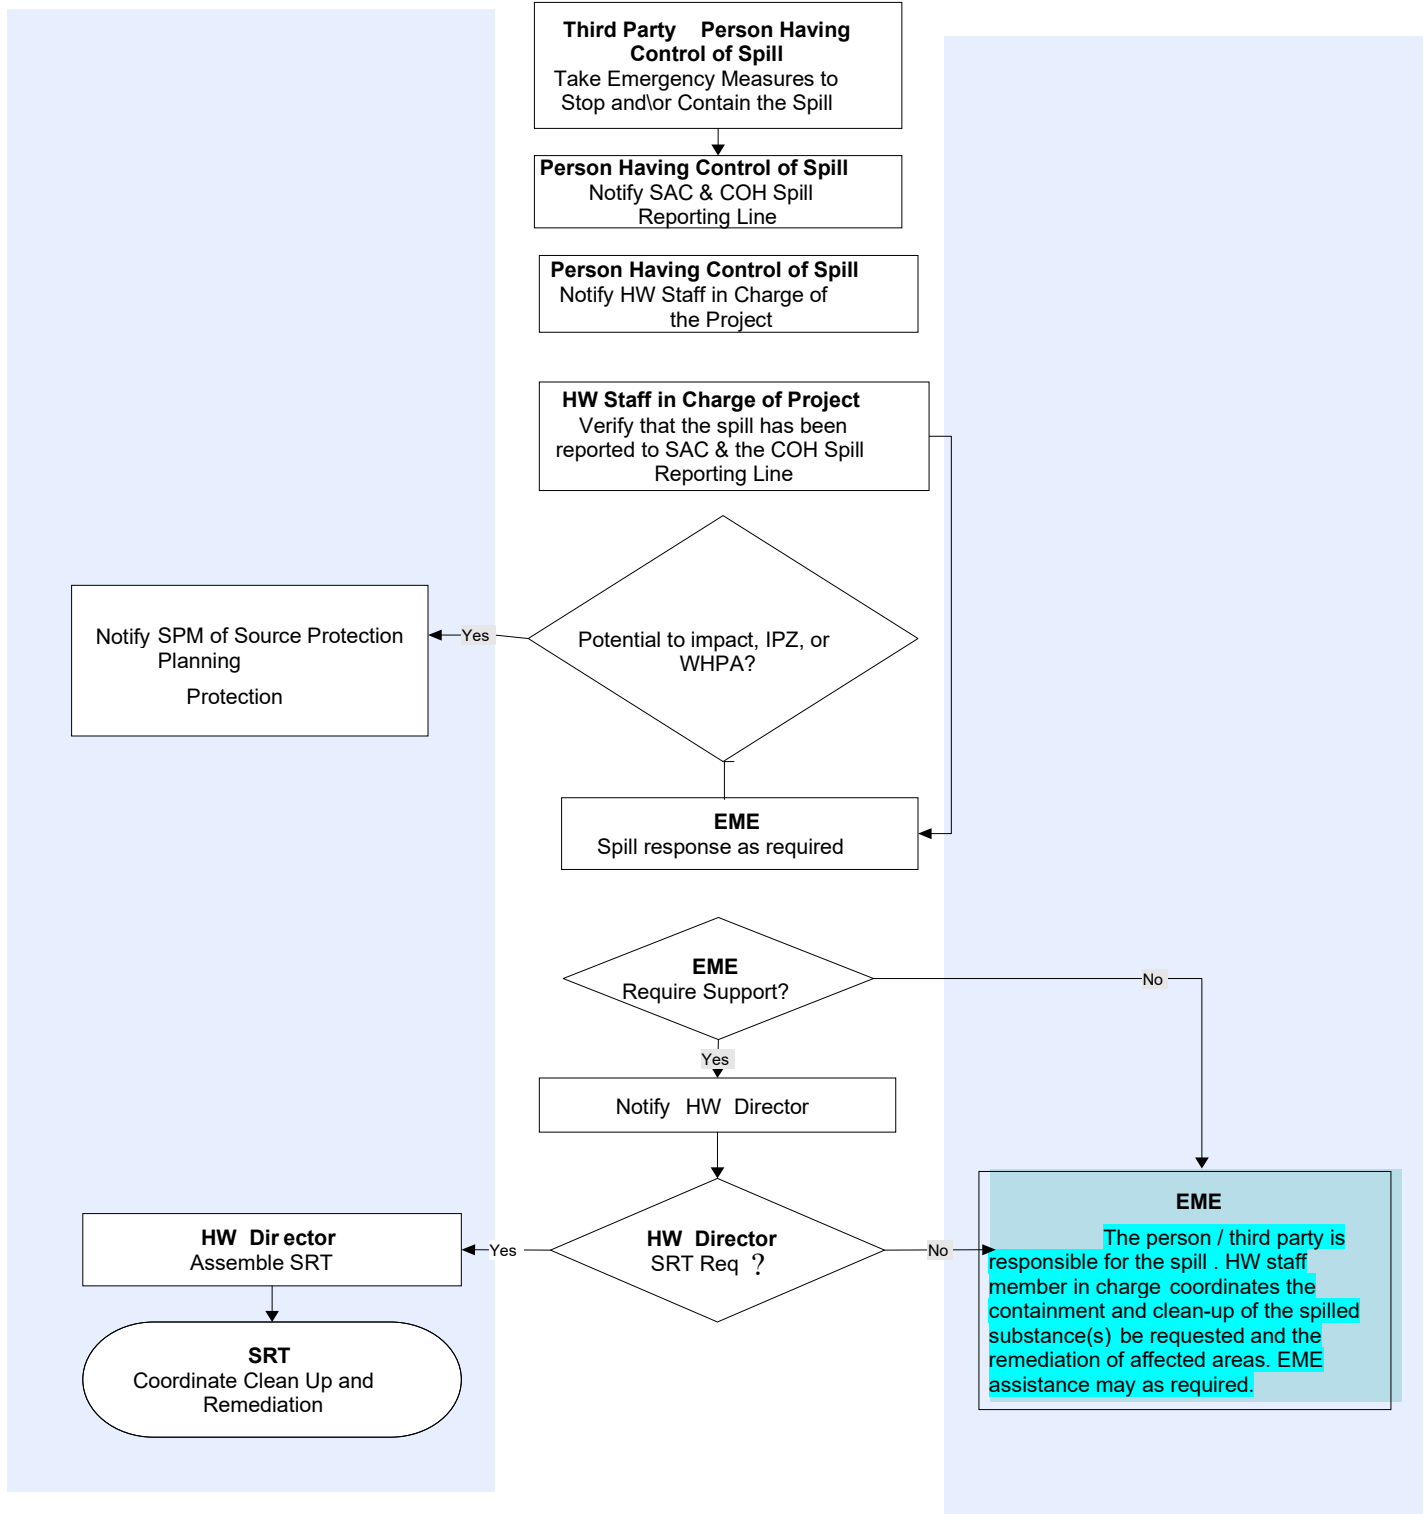 Third Party Person Having
Control of Spill
Take Emergency Measures to
Stop and\or Contain the Spill
Person Having Control of Spill
Notify SAC & COH Spill
Reporting Line
Person Having Control of Spill
Notify HW Staff in Charge of
the Project
HW Staff in Charge of Project
Verify that the spill has been
reported to SAC & the COH Spill
Reporting Line
Potential to impact, IPZ, or
WHPA?
Yes
Notify SPM of Source Protection
Planning
Protection
EME
Spill response as required
EME
Require Support?
No
Yes
Notify HW Director
HW Director
SRT Req ?
Yes
No
HW Director
Assemble SRT
SRT
Coordinate Clean Up and
Remediation
EME
The person / third party is
responsible for the spill . HW staff
member in charge coordinates the
containment and clean-up of the spilled
substance(s) be requested and the
remediation of affected areas. EME
assistance may as required.